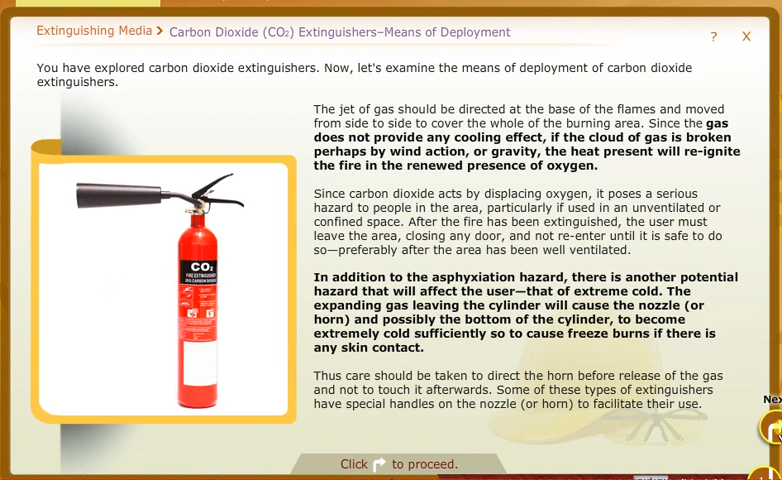 Extinguishing Media > Carbon Dioxide (CO₂) Extinguishers–Means of Deployment
? X
You have explored carbon dioxide extinguishers. Now, let's examine the means of deployment of carbon dioxide
extinguishers.
The jet of gas should be directed at the base of the flames and moved
from side to side to cover the whole of the burning area. Since the gas
does not provide any cooling effect, if the cloud of gas is broken
perhaps by wind action, or gravity, the heat present will re-ignite
the fire in the renewed presence of oxygen.
Since carbon dioxide acts by displacing oxygen, it poses a serious
hazard to people in the area, particularly if used in an unventilated or
confined space. After the fire has been extinguished, the user must
leave the area, closing any door, and not re-enter until it is safe to do
so—preferably after the area has been well ventilated.
In addition to the asphyxiation hazard, there is another potential
hazard that will affect the user—that of extreme cold. The
expanding gas leaving the cylinder will cause the nozzle (or
horn) and possibly the bottom of the cylinder, to become
extremely cold sufficiently so to cause freeze burns if there is
any skin contact.
Thus care should be taken to direct the horn before release of the gas
and not to touch it afterwards. Some of these types of extinguishers
have special handles on the nozzle (or horn) to facilitate their use.
CO₂
FIRE EXTINGUISHER
Nex
Click to proceed.